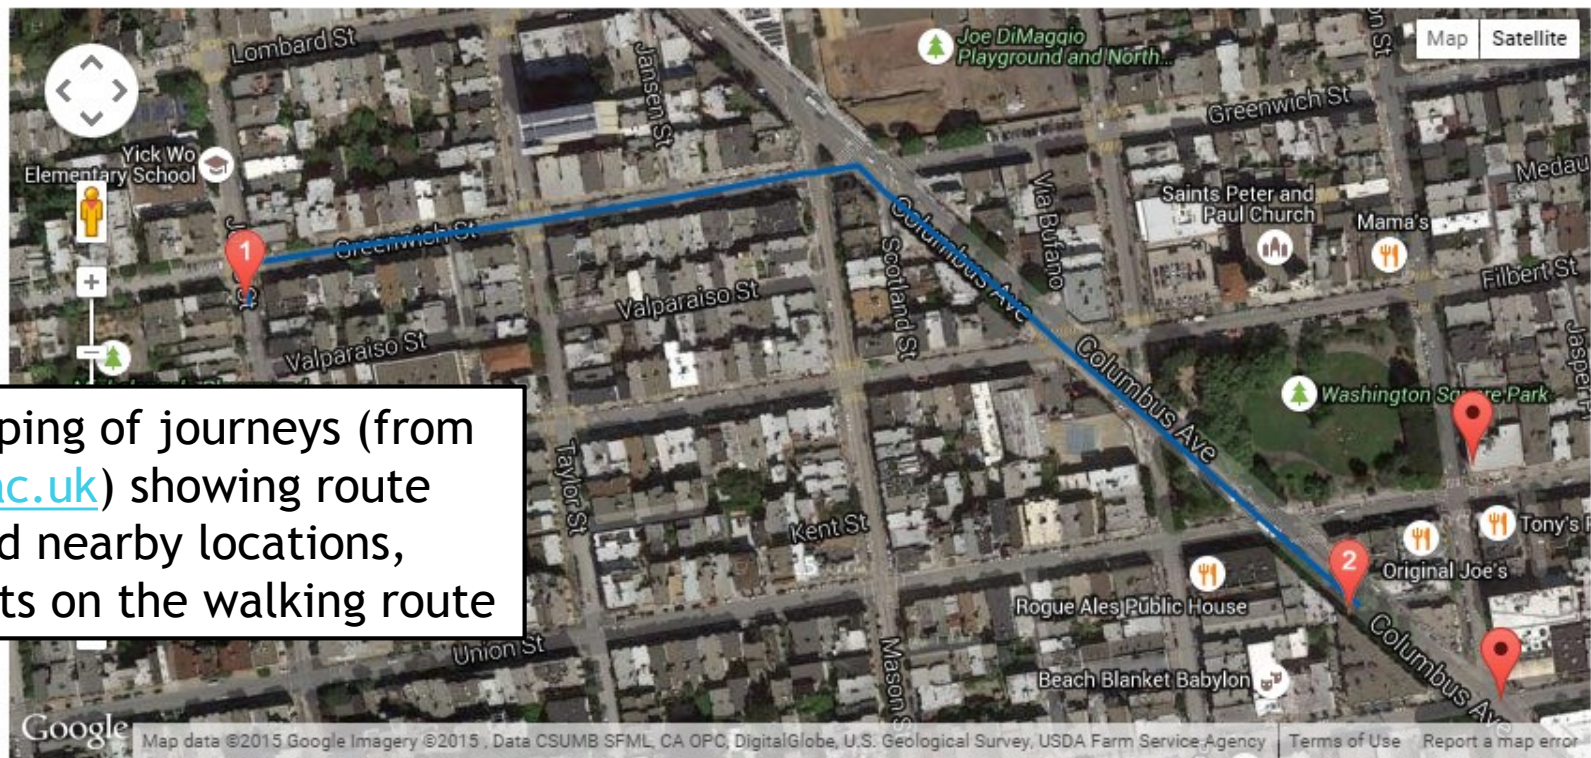 Lombard St
Jansen St
Joe DiMaggio
Playground and North...
Map
Satellite
Greenwich St
Yick Wo
Elementary School
Medau
Via Bufano
Saints Peter and
Paul Church
Mama's
1
Greenwich St
Columbus Ave
Scotland St
Filbert St
Valparaiso St
St
Valparaiso St
Columbus Ave
Washington Square Park
ping of journeys (from
ac.uk) showing route
d nearby locations,
ts on the walking route
Taylor St
Kent St
Tony's
2
Original Joe's
Rogue Ales Public House
Union St
Mason S
Columbus Ave
Beach Blanket Babylon
Google
Map data ©2015 Google Imagery ©2015 , Data CSUMB SFML, CA OPC, DigitalGlobe, U.S. Geological Survey, USDA Farm Service Agency
Terms of Use
Report a map error